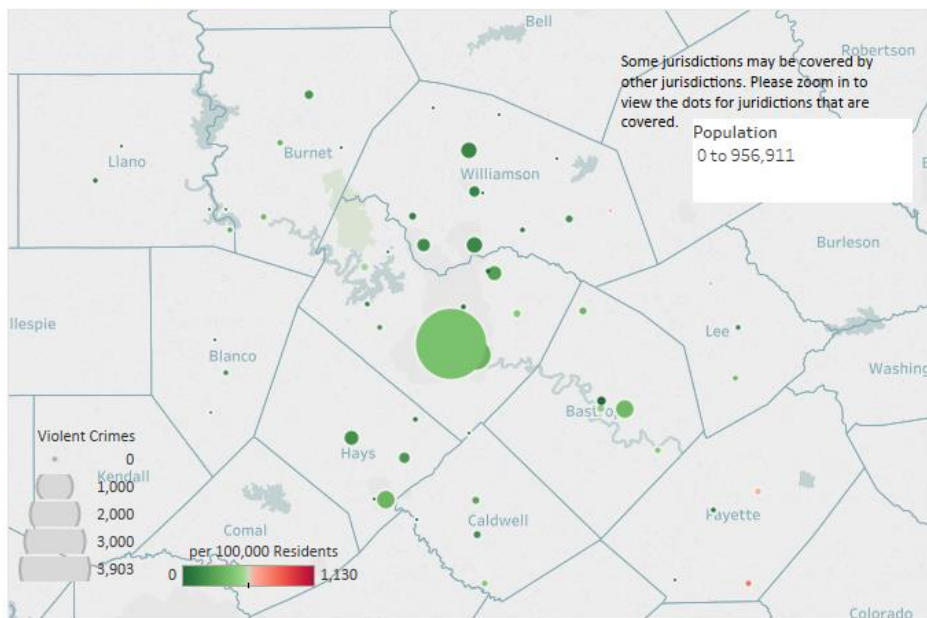 Bell
Robertson
Some jurisdictions may be covered by
other jurisdictions. Please zoom in to
view the dots for juridictions that are
covered.
Population
0 to 956,911
Llano
Burnet
Williamson
Burleson
llespie
Blanco
Lee
Washing
Bastrop
Violent Crimes
0
Kendall
1,000
2,000
3,000
3,903
Hays
Comal
Caldwell
Fayette
per 100,000 Residents
0
1,130
Colorado